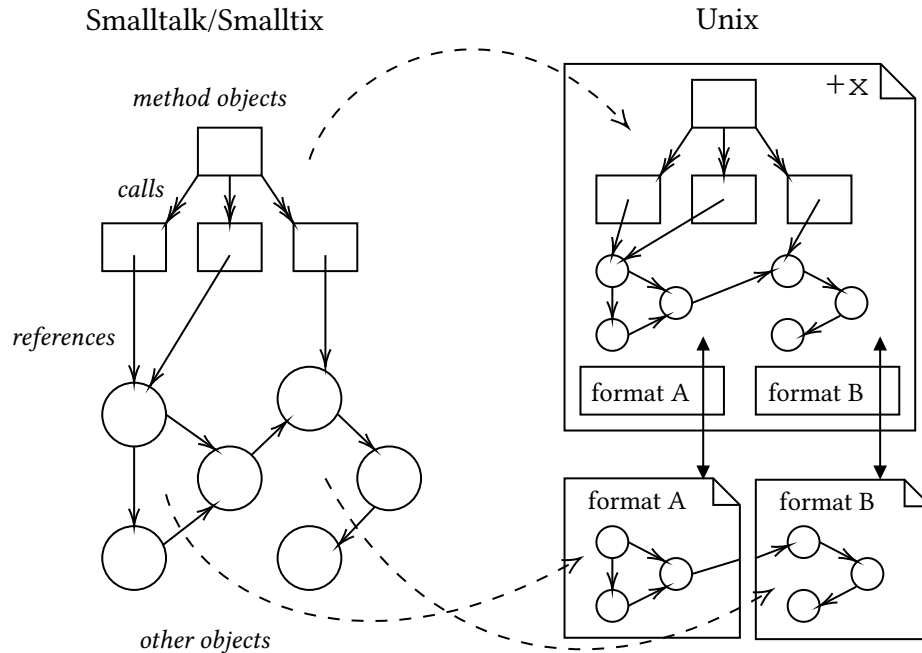 Smalltalk/Smalltix
Unix
method objects
+x
calls
references
format A
format B
format A
format B
other objects